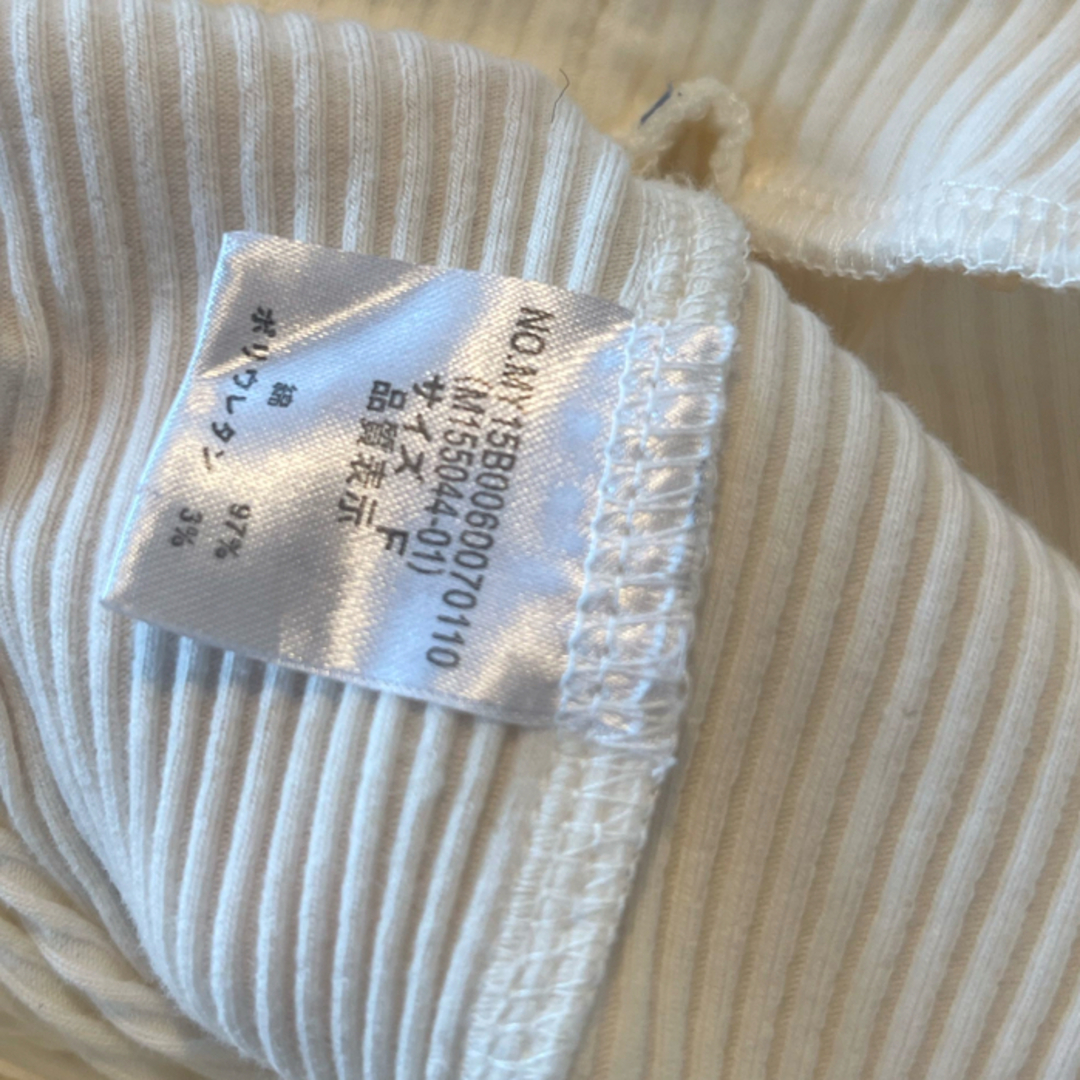 NO.MY15B060070110
(M155044-01)
サイズ F
品質表示
綿 97%
ポリウレタン 3%